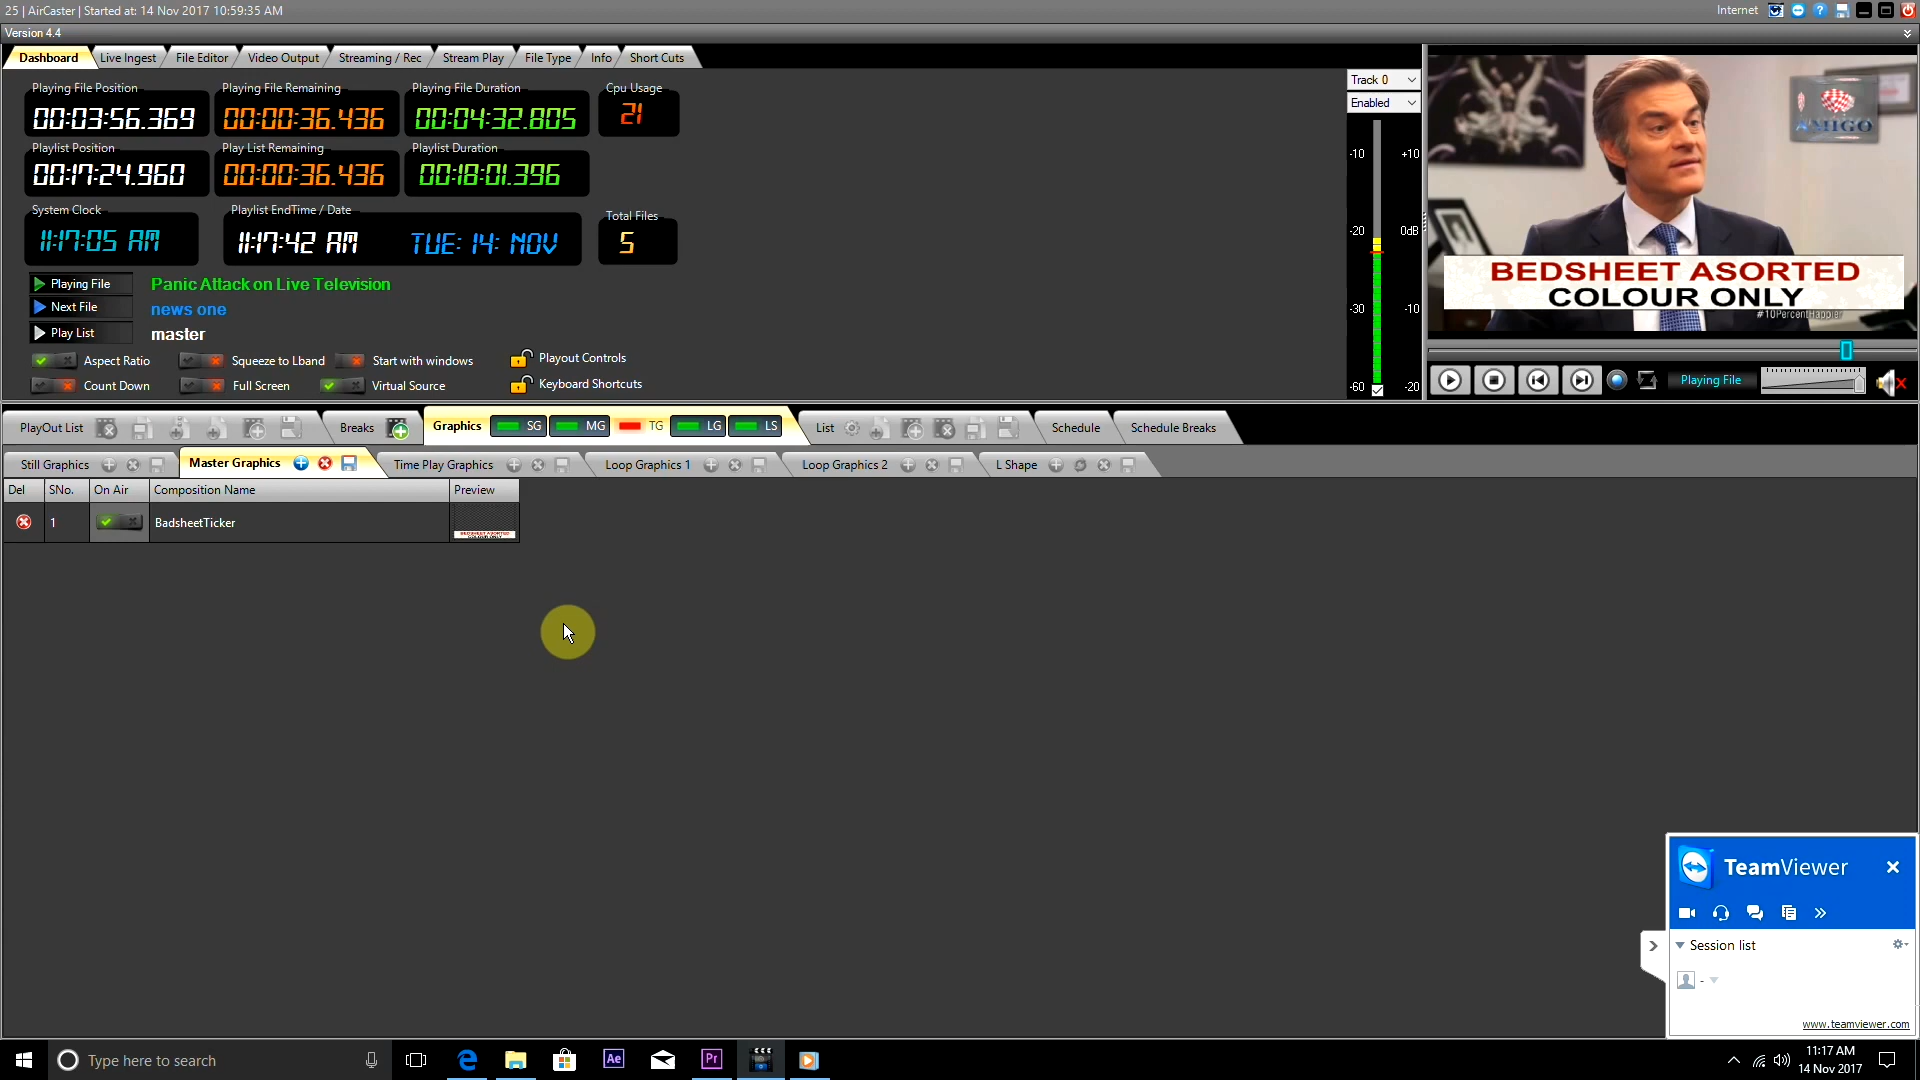 25 | AirCaster | Started at: 14 Nov 2017 10:59:35 AM
Internet
Version 4.4
Dashboard Live Ingest File Editor Video Output Streaming / Rec Stream Play File Type Info Short Cuts
Playing File Position Playing File Remaining Playing File Duration Cpu Usage
00:03:56.369 00:00:36.436 00:04:32.805 21
Playlist Position Play List Remaining Playlist Duration
00:17:24.960 00:00:36.436 00:18:01.396
System Clock Playlist EndTime / Date Total Files
11:17:05 AM 11:17:42 AM TUE: 14: NOV 5
Playing File Panic Attack on Live Television
Next File news one
Play List master
Aspect Ratio Squeeze to Lband Start with windows Playout Controls
Count Down Full Screen Virtual Source Keyboard Shortcuts
Track 0
Enabled
-10 +10
-20 0dB
-30 -10
-60 -20
AMIGO
BEDSHEET ASORTED
COLOUR ONLY
#10PercentHappier
Playing File
PlayOut List Breaks Graphics SG MG TG LG LS List Schedule Schedule Breaks
Still Graphics Master Graphics Time Play Graphics Loop Graphics 1 Loop Graphics 2 L Shape
Del SNo. On Air Composition Name Preview
1 BadsheetTicker
BEDSHEET ASORTED
COLOUR ONLY
TeamViewer
Session list
-
www.teamviewer.com
Type here to search
Ae
Pr
11:17 AM
14 Nov 2017